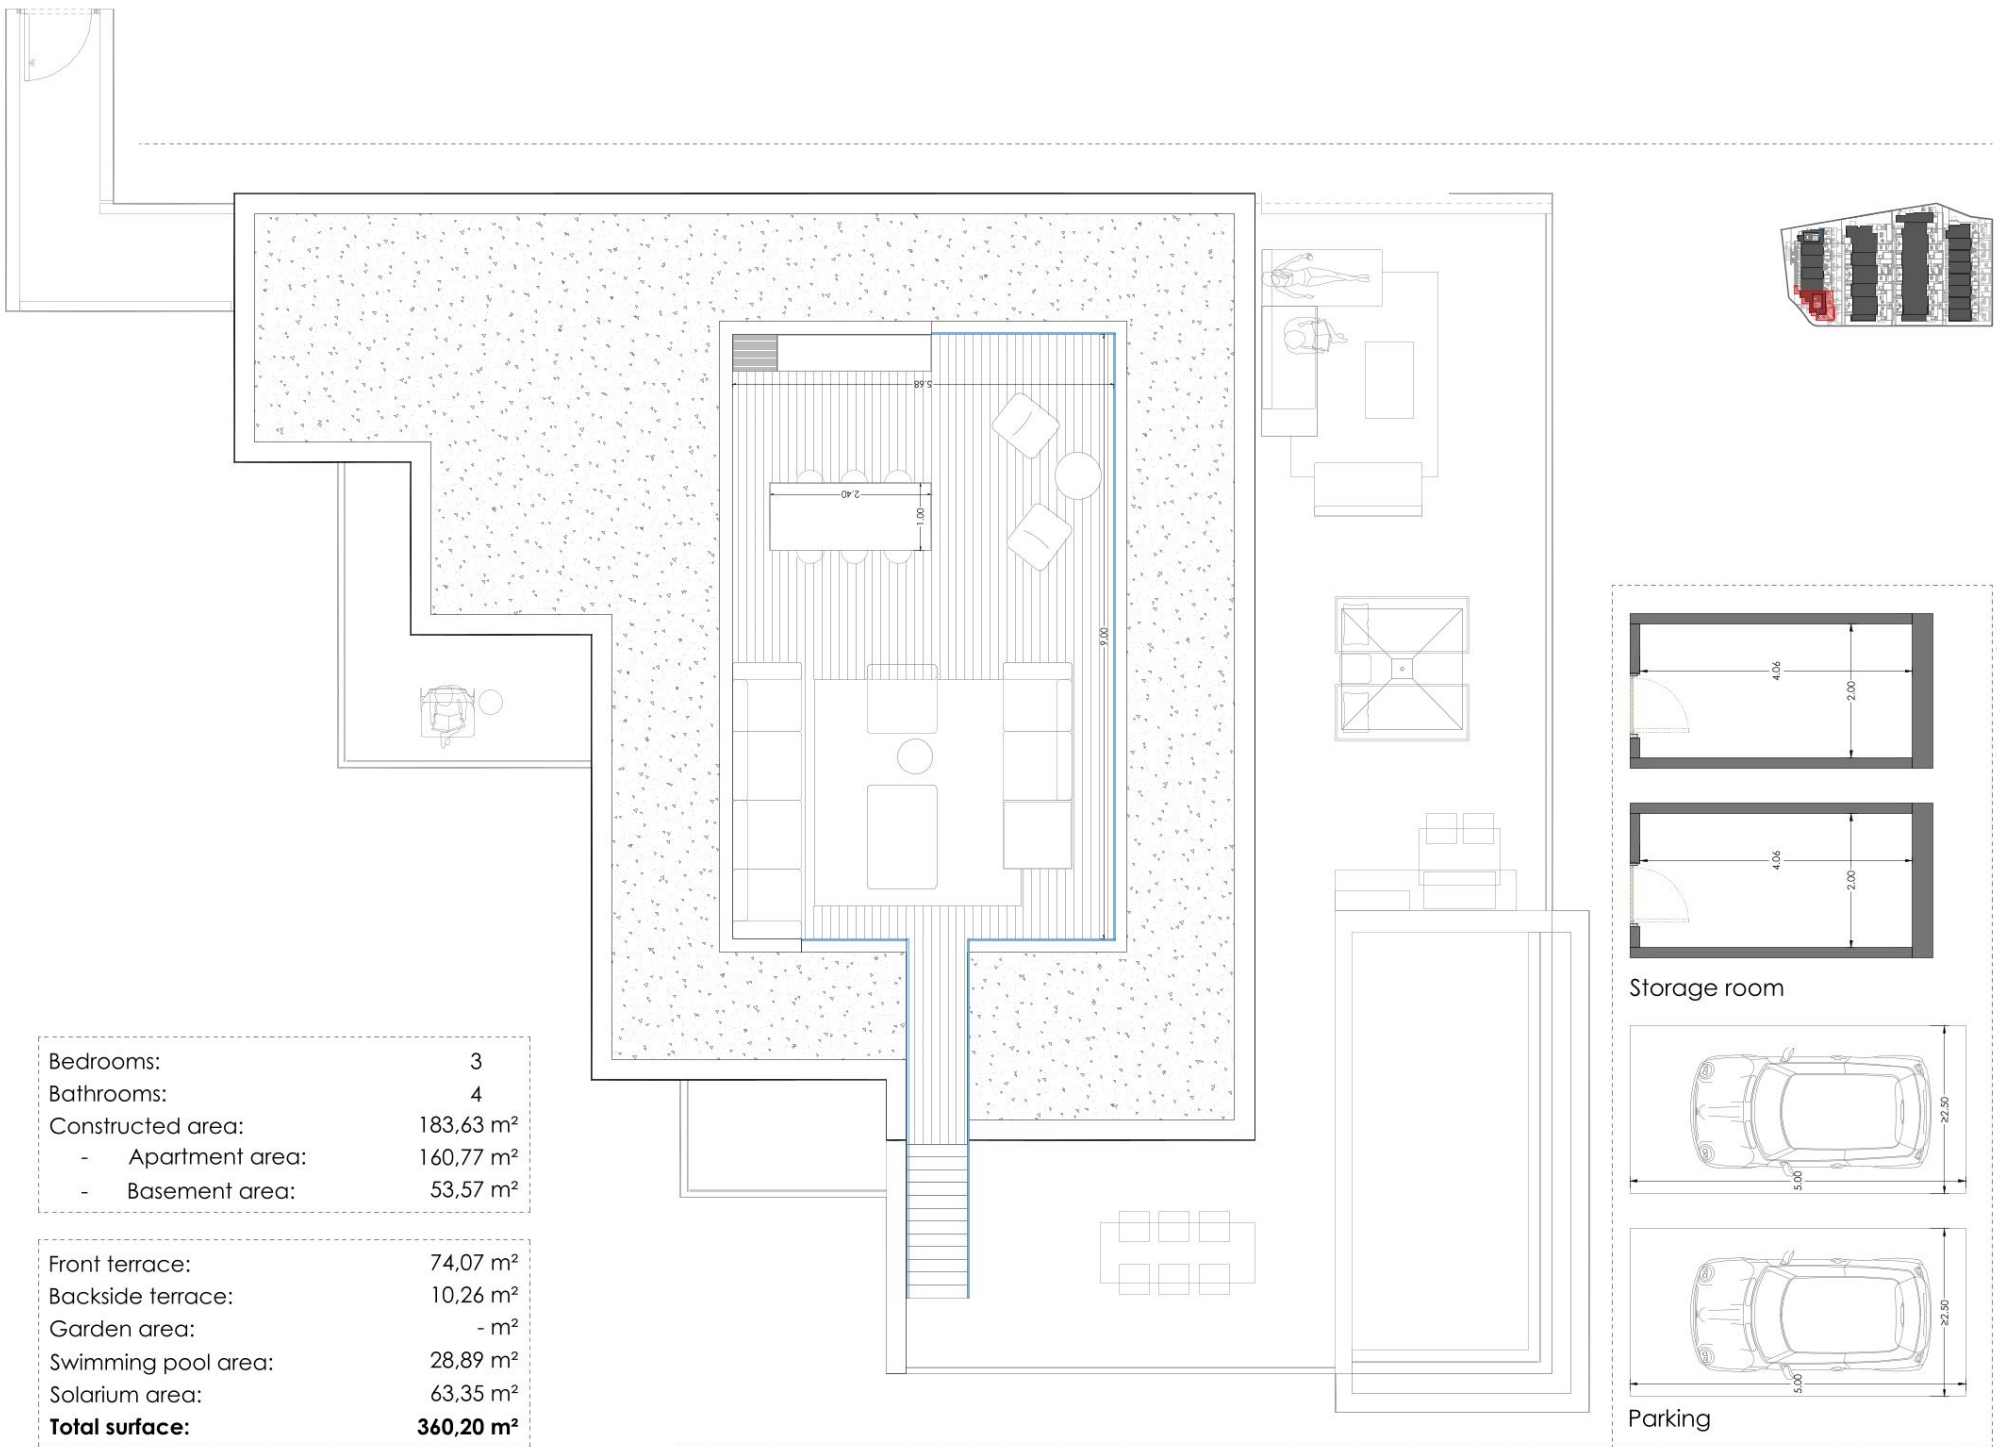 5.68
2.40
1.00
9.00
4.06
2.00
4.06
2.00
Storage room
≥2.50
5.00
≥2.50
5.00
Parking
Bedrooms: 3
Bathrooms: 4
Constructed area: 183,63 m²
- Apartment area: 160,77 m²
- Basement area: 53,57 m²
Front terrace: 74,07 m²
Backside terrace: 10,26 m²
Garden area: - m²
Swimming pool area: 28,89 m²
Solarium area: 63,35 m²
Total surface: 360,20 m²